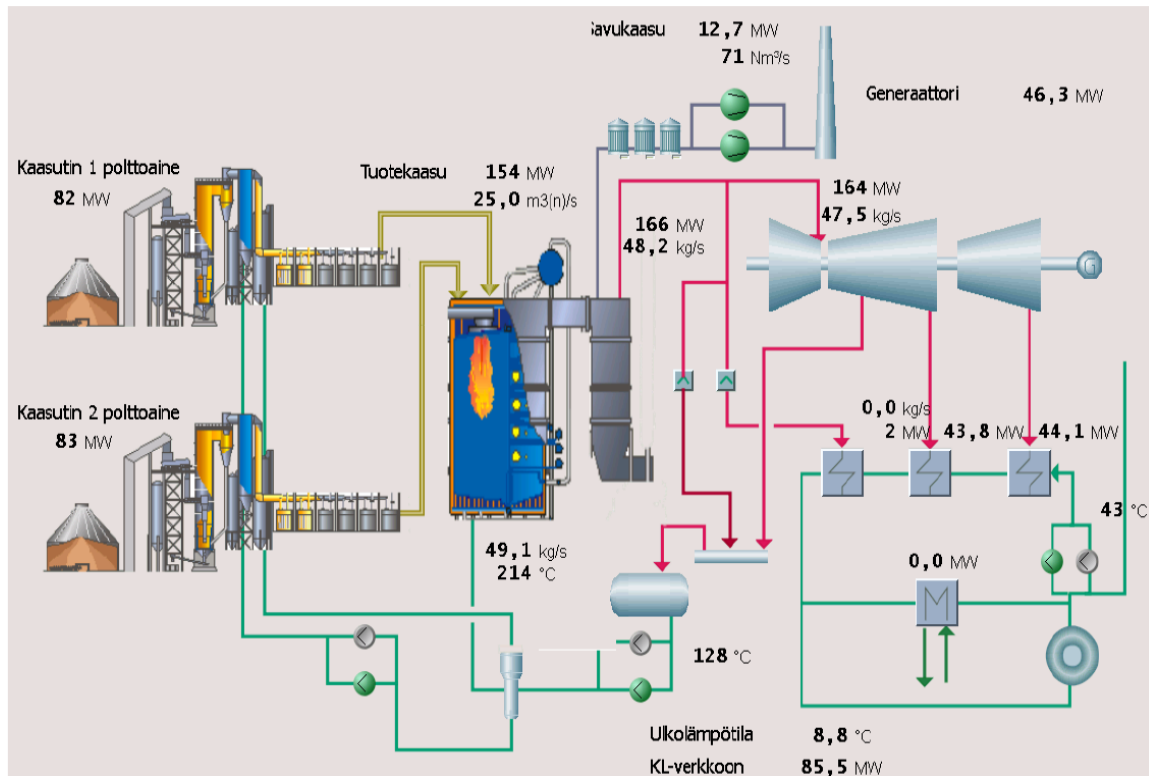 Savukaasu 12,7 MW
71 Nm³/s
Generaattori 46,3 MW
Kaasutin 1 polttoaine
82 MW
Tuotekaasu 154 MW
25,0 m3(n)/s
166 MW
48,2 kg/s
164 MW
47,5 kg/s
G
Kaasutin 2 polttoaine
83 MW
0,0 kg/s
2 MW 43,8 MW 44,1 MW
43 °C
49,1 kg/s
214 °C
0,0 MW
M
128 °C
Ulkolämpötila 8,8 °C
KL-verkkoon 85,5 MW